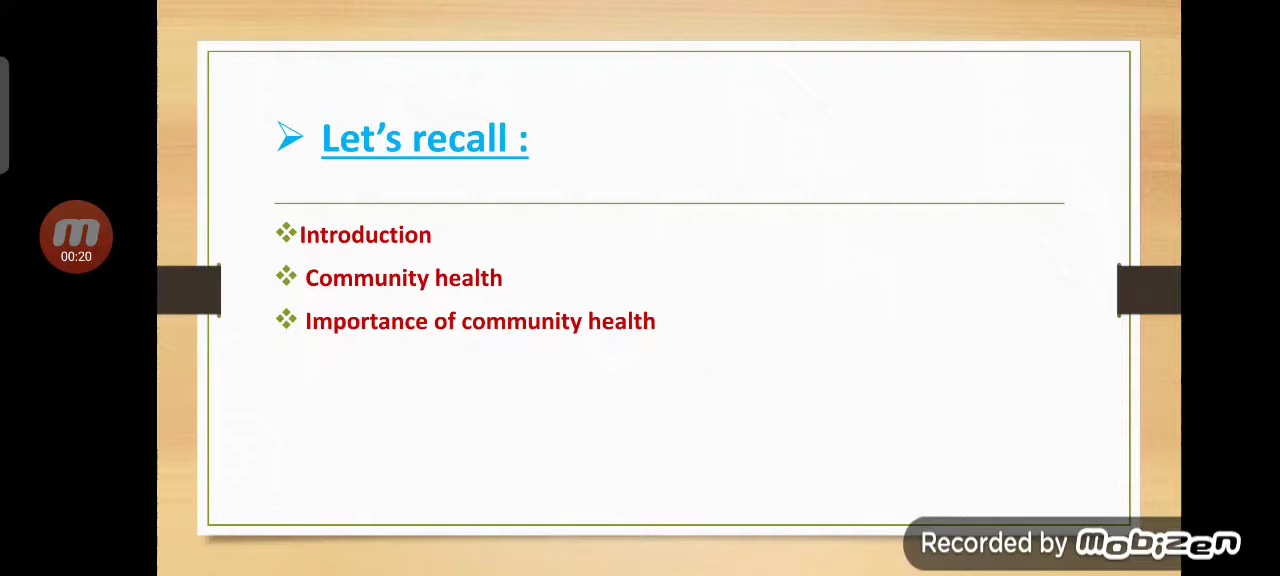 ➢ Let's recall :
❖Introduction
❖ Community health
❖ Importance of community health
m
00:20
Recorded by mobizen